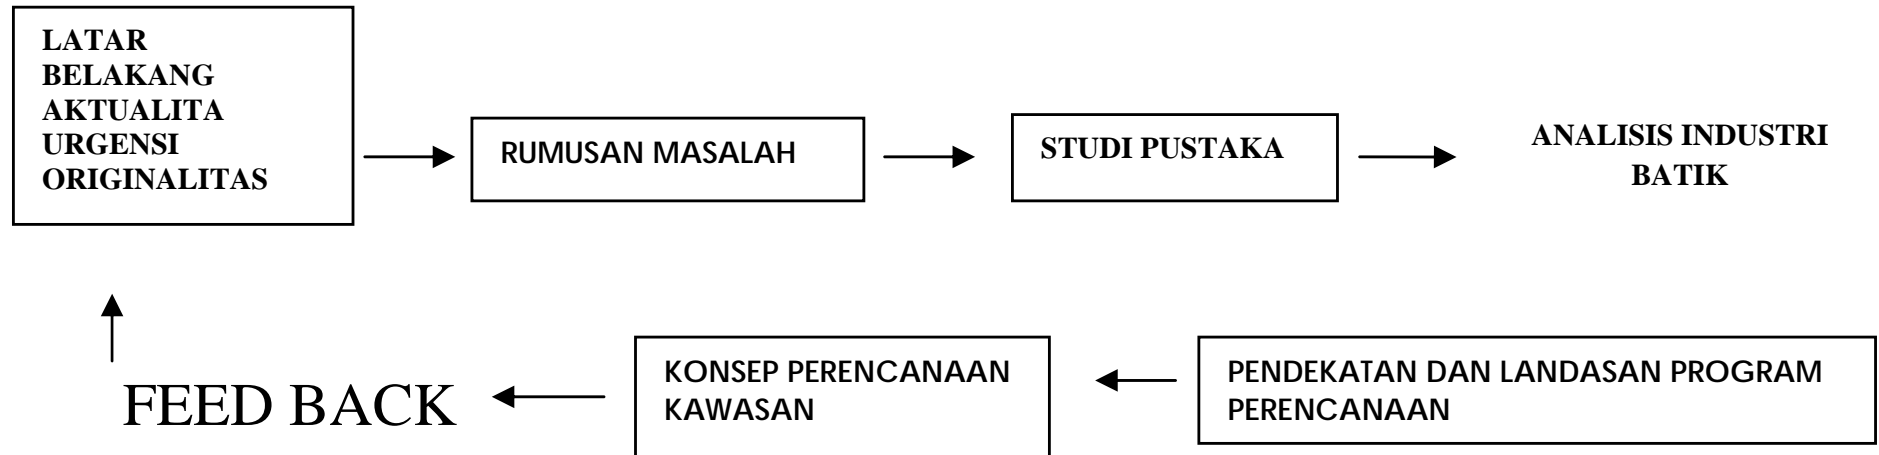 LATAR
BELAKANG
AKTUALITA
URGENSI
ORIGINALITAS
RUMUSAN MASALAH
STUDI PUSTAKA
ANALISIS INDUSTRI
BATIK
PENDEKATAN DAN LANDASAN PROGRAM
PERENCANAAN
KONSEP PERENCANAAN
KAWASAN
FEED BACK